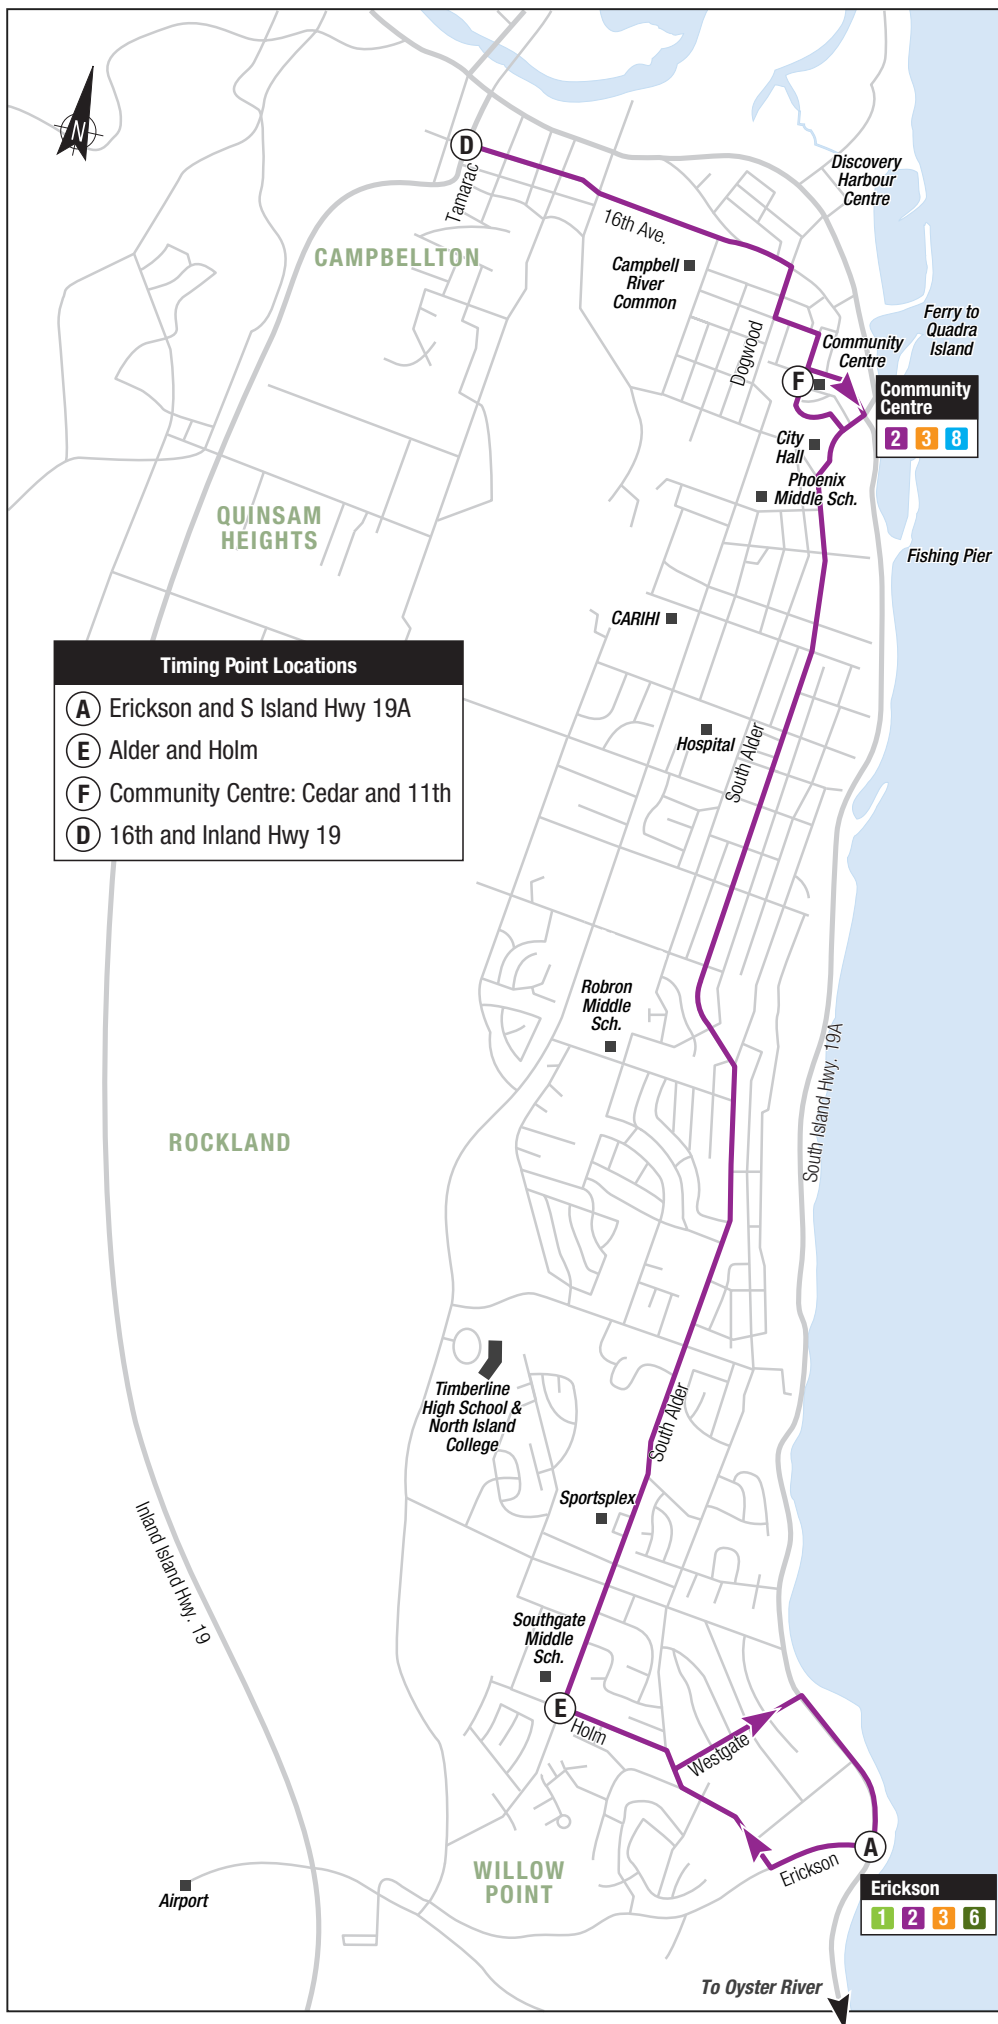 N
D
Tamarac
Discovery
Harbour
Centre
16th Ave.
CAMPBELLTON
Campbell
River
Common
Ferry to
Quadra
Island
Dogwood
Community
Centre
F
Community
Centre
2 3 8
City
Hall
Phoenix
Middle Sch.
QUINSAM
HEIGHTS
Fishing Pier
CARIHI
Timing Point Locations
A Erickson and S Island Hwy 19A
E Alder and Holm
F Community Centre: Cedar and 11th
D 16th and Inland Hwy 19
Hospital
South Alder
Robron
Middle
Sch.
South Island Hwy. 19A
ROCKLAND
Timberline
High School &
North Island
College
South Alder
Sportsplex
Inland Island Hwy. 19
Southgate
Middle
Sch.
E
Holm
Westgate
A
Erickson
WILLOW
POINT
Airport
Erickson
1 2 3 6
To Oyster River